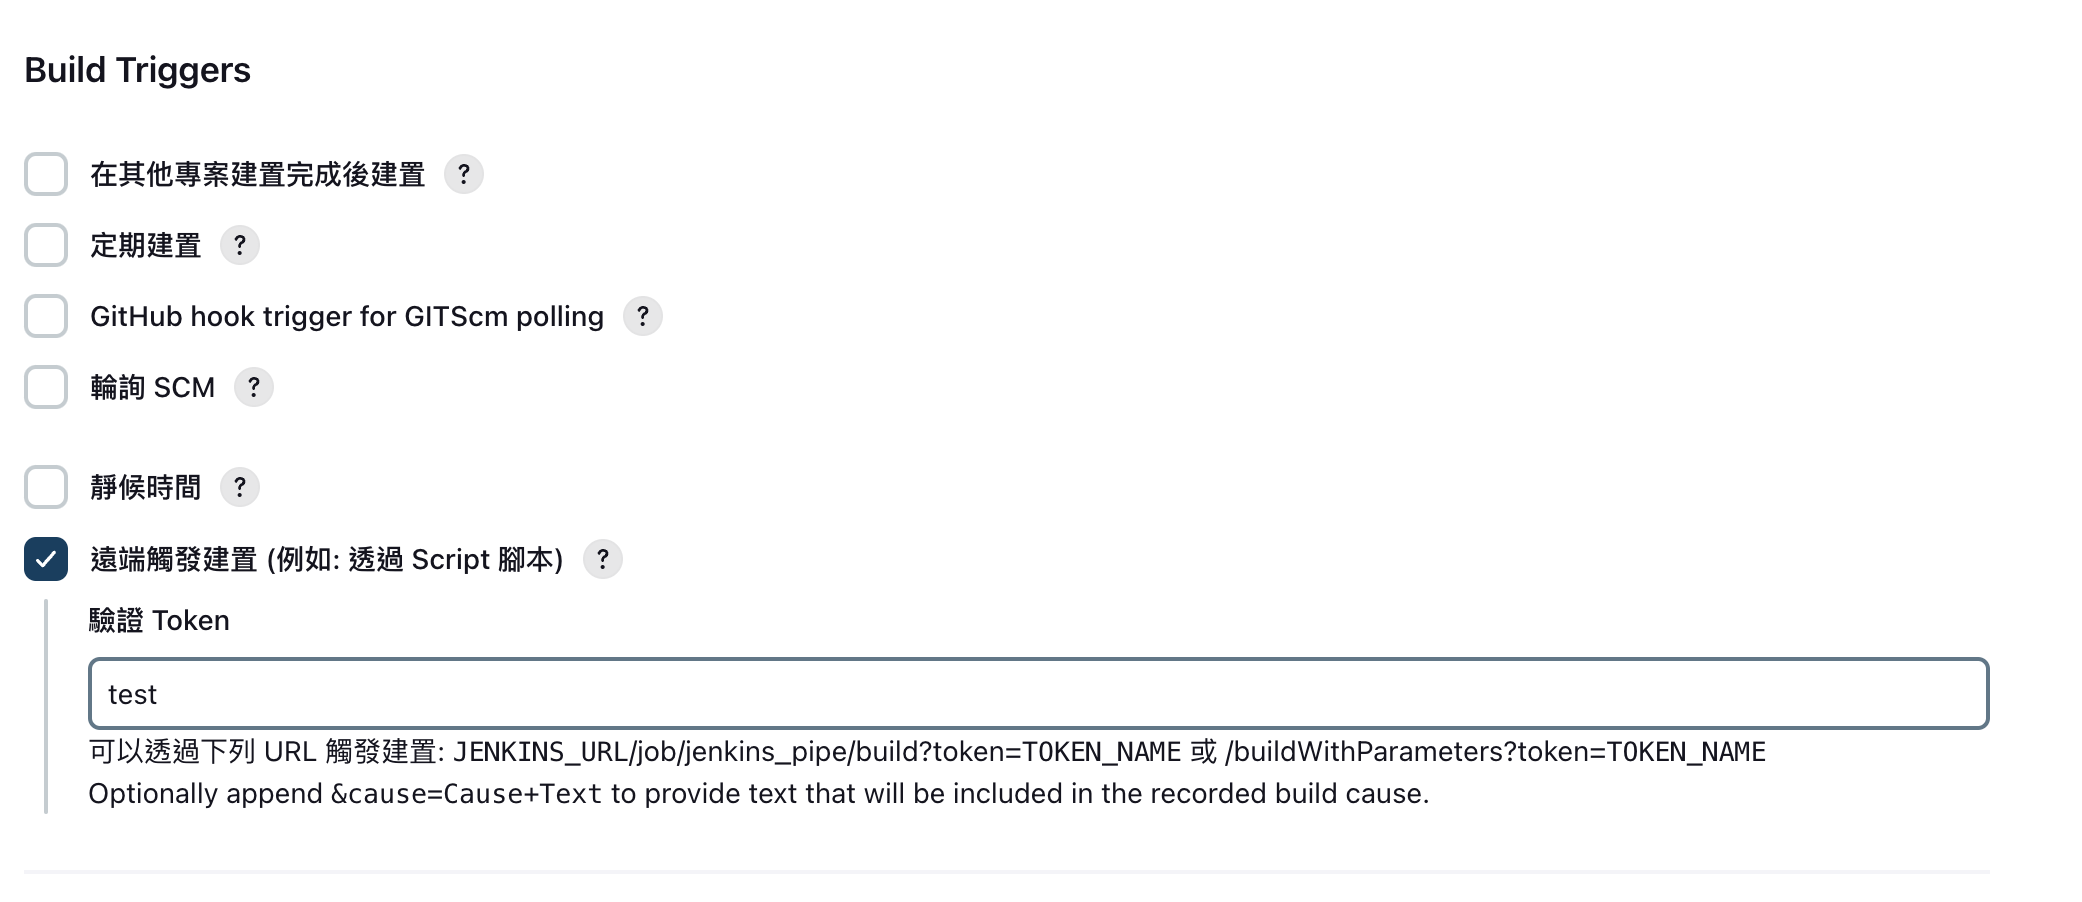 Build Triggers
在其他專案建置完成後建置 ?
定期建置 ?
GitHub hook trigger for GITScm polling ?
輪詢 SCM ?
靜候時間 ?
遠端觸發建置 (例如: 透過 Script 腳本) ?
驗證 Token
test
可以透過下列 URL 觸發建置: JENKINS_URL/job/jenkins_pipe/build?token=TOKEN_NAME 或 /buildWithParameters?token=TOKEN_NAME
Optionally append &cause=Cause+Text to provide text that will be included in the recorded build cause.